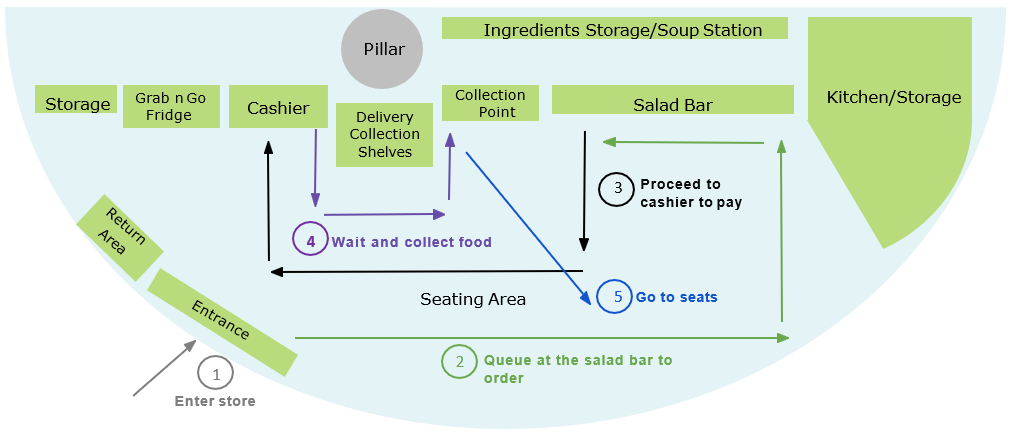 Pillar
Ingredients Storage/Soup Station
Storage
Grab n Go
Fridge
Cashier
Delivery
Collection
Shelves
Collection
Point
Salad Bar
Kitchen/Storage
3
Proceed to
cashier to pay
Return
Area
4
Wait and collect food
5
Go to seats
Seating Area
Entrance
2
Queue at the salad bar to
order
1
Enter store